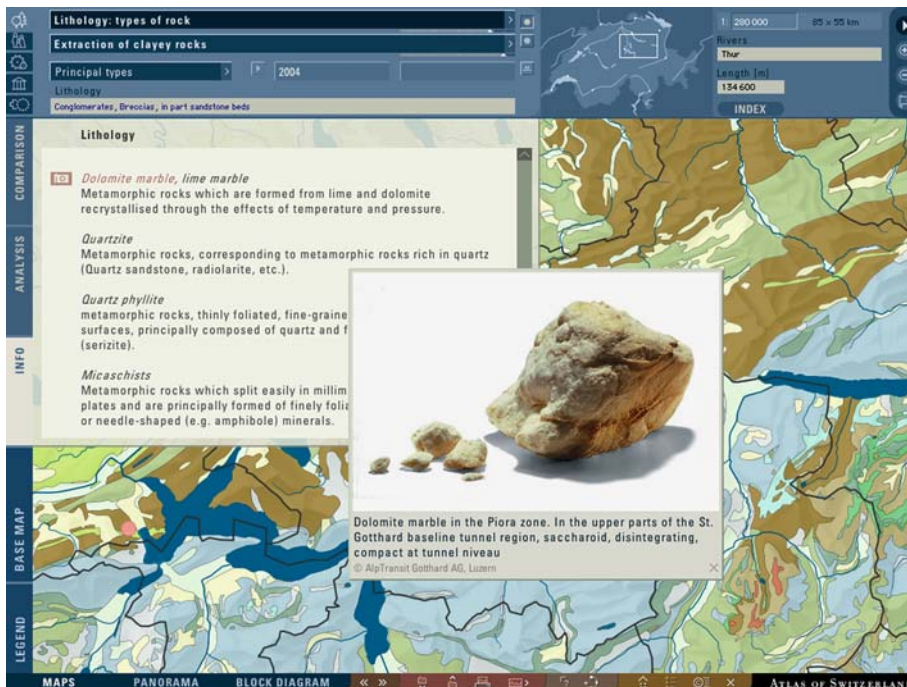 Lithology: types of rock
Extraction of clayey rocks
Principal types
2004
Lithology
Conglomerates, Breccias, in part sandstone beds
1: 280 000
85 x 55 km
Rivers
Thur
Length [m]
134 600
INDEX
COMPARISON
ANALYSIS
INFO
BASE MAP
LEGEND
Lithology
Dolomite marble, lime marble
Metamorphic rocks which are formed from lime and dolomite
recrystallised through the effects of temperature and pressure.
Quartzite
Metamorphic rocks, corresponding to metamorphic rocks rich in quartz
(Quartz sandstone, radiolarite, etc.).
Quartz phyllite
metamorphic rocks, thinly foliated, fine-graine
surfaces, principally composed of quartz and f
(serizite).
Micaschists
Metamorphic rocks which split easily in millim
plates and are principally formed of finely folia
or needle-shaped (e.g. amphibole) minerals.
Dolomite marble in the Piora zone. In the upper parts of the St.
Gotthard baseline tunnel region, saccharoid, disintegrating,
compact at tunnel niveau
© AlpTransit Gotthard AG, Luzern
MAPS
PANORAMA
BLOCK DIAGRAM
ATLAS OF SWITZERLAND